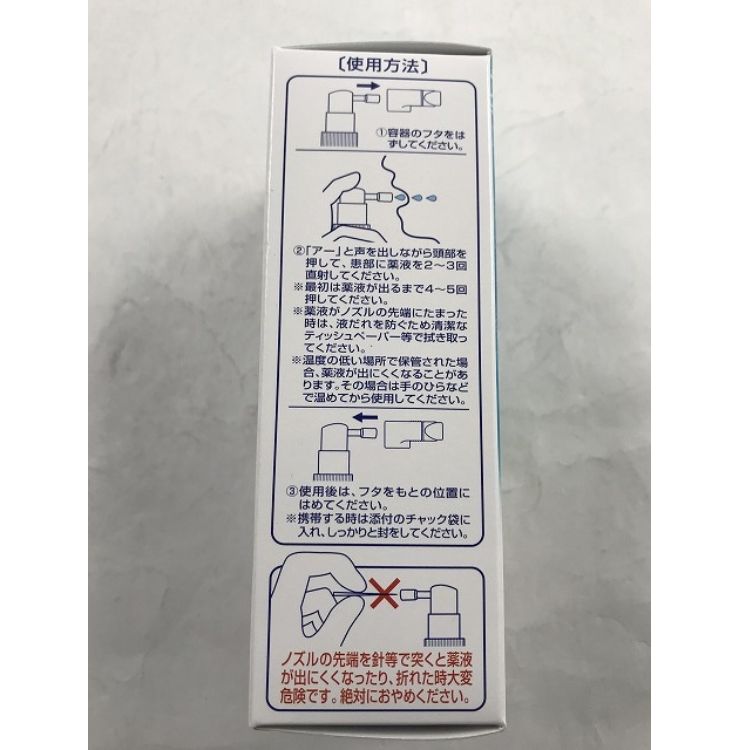 〔使用方法〕
①容器のフタをは
ずしてください。
②「アー」と声を出しながら頭部を
押して、患部に薬液を2〜3回
直射してください。
※最初は薬液が出るまで4〜5回
押してください。
※薬液がノズルの先端にたまった
時は、液だれを防ぐため清潔な
ティッシュペーパー等で拭き取っ
てください。
※温度の低い場所で保管された場
合、薬液が出にくくなることがあ
ります。その場合は手のひらなど
で温めてから使用してください。
③使用後は、フタをもとの位置に
はめてください。
※携帯する時は添付のチャック袋に
入れ、しっかりと封をしてください。
ノズルの先端を針等で突くと薬液
が出にくくなったり、折れた時大変
危険です。絶対におやめください。